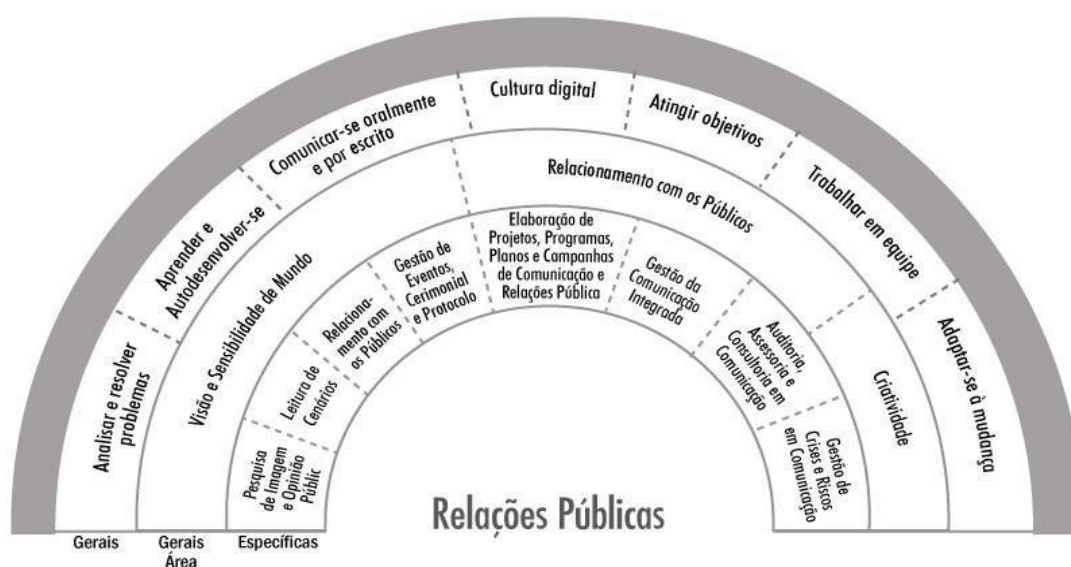 Analisar e resolver
problemas
Aprender e
Autodesenvolver-se
Comunicar-se oralmente
e por escrito
Cultura digital
Atingir objetivos
Trabalhar em equipe
Adaptar-se à mudança
Visão e Sensibilidade de Mundo
Relacionamento com os Públicos
Criatividade
Pesquisa
de Imagem
e Opinião
Públic
Leitura de
Cenários
Relaciona-
mento com
os Públicos
Gestão de
Eventos,
Cerimonial
e Protocolo
Elaboração de
Projetos, Programas,
Planos e Campanhas
de Comunicação e
Relações Pública
Gestão da
Comunicação
Integrada
Auditoria,
Assessoria e
Consultoria em
Comunicação
Gestão de
Crises e Riscos
em Comunicação
Relações Públicas
Gerais
Gerais
Área
Específicas